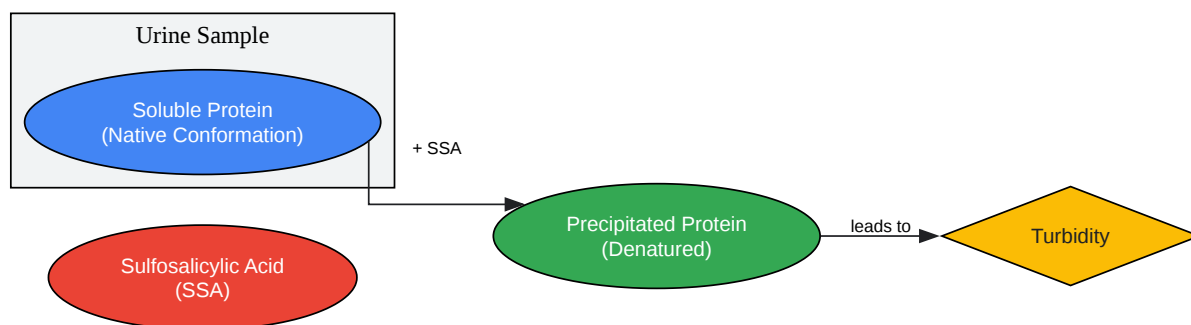 Urine Sample
Soluble Protein
(Native Conformation)
+ SSA
Precipitated Protein
(Denatured)
leads to
Turbidity
Sulfosalicylic Acid
(SSA)